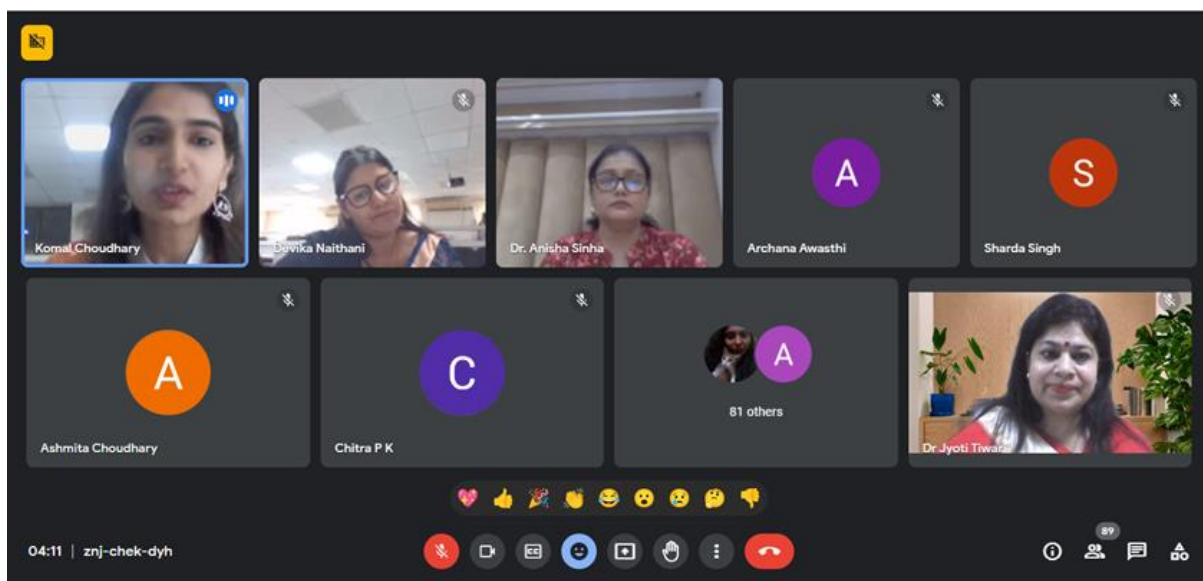 Komal Choudhary
Devika Naithani
Dr. Anisha Sinha
A
Archana Awasthi
S
Sharda Singh
A
Ashmita Choudhary
C
Chitra P K
A
81 others
Dr Jyoti Tiwari
04:11 | znj-chek-dyh
CC
89